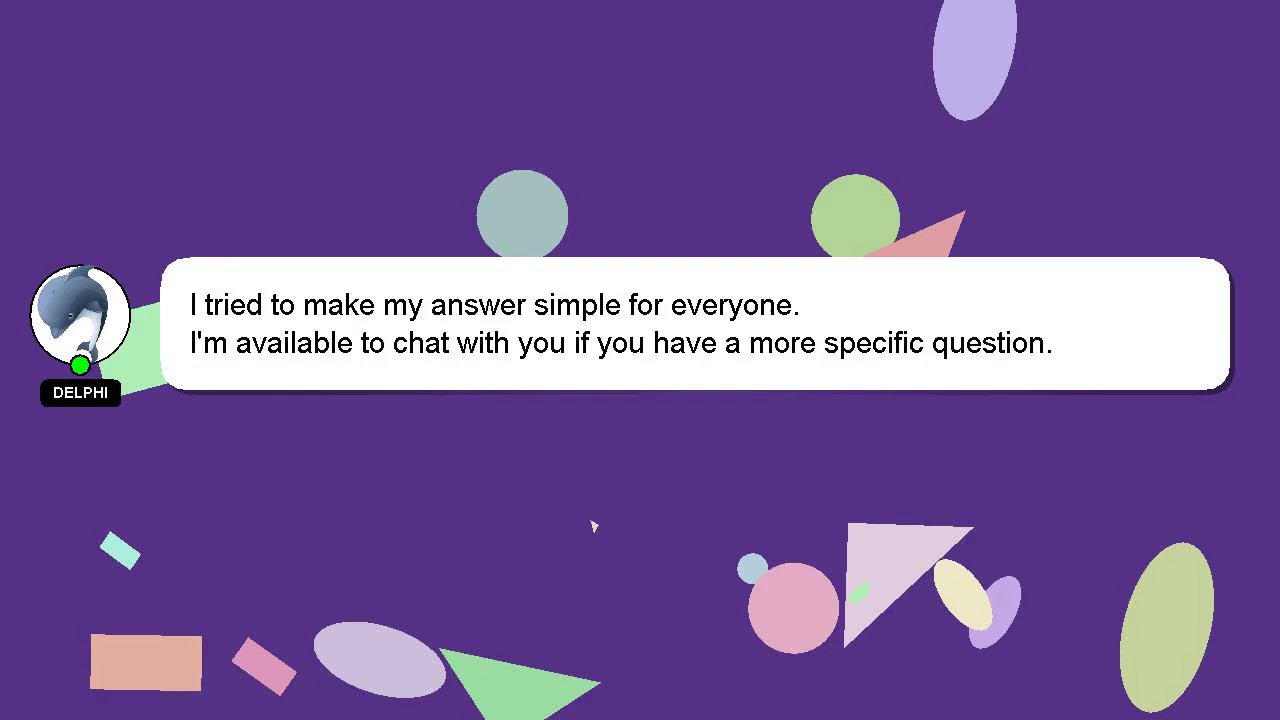 I tried to make my answer simple for everyone.
I'm available to chat with you if you have a more specific question.
DELPHI